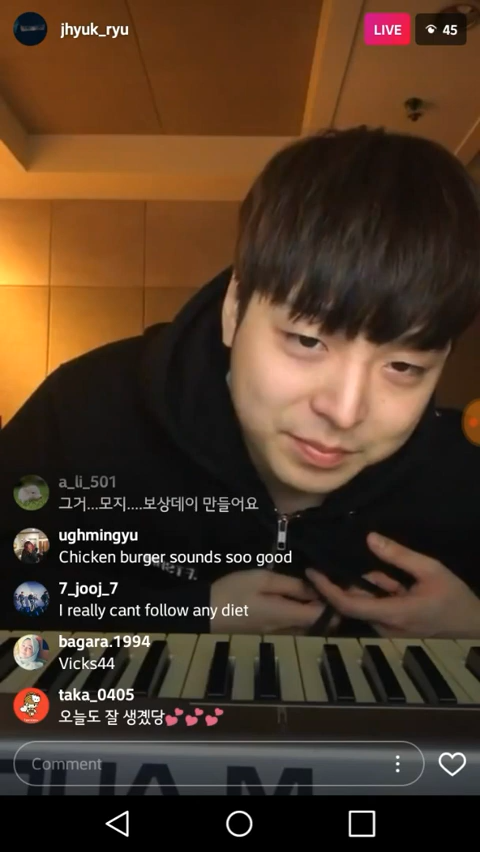 jhyuk_ryu
LIVE
45
a_li_501
그거...모지....보상데이 만들어요
ughmingyu
Chicken burger sounds soo good
7_jooj_7
I really cant follow any diet
bagara.1994
Vicks44
taka_0405
오늘도 잘 생곘당💕💕💕
Comment